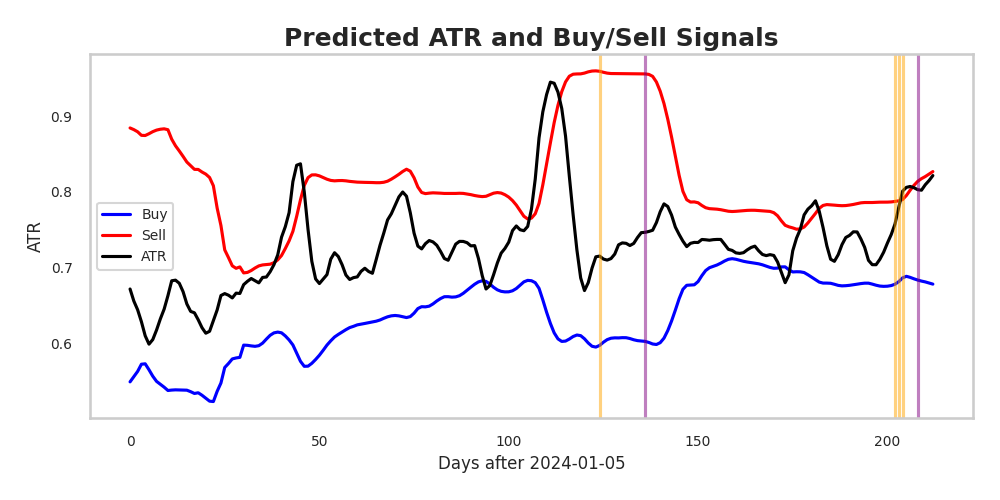 Predicted ATR and Buy/Sell Signals
0.9
0.8
0.7
0.6
ATR
Buy
Sell
ATR
0 50 100 150 200
Days after 2024-01-05